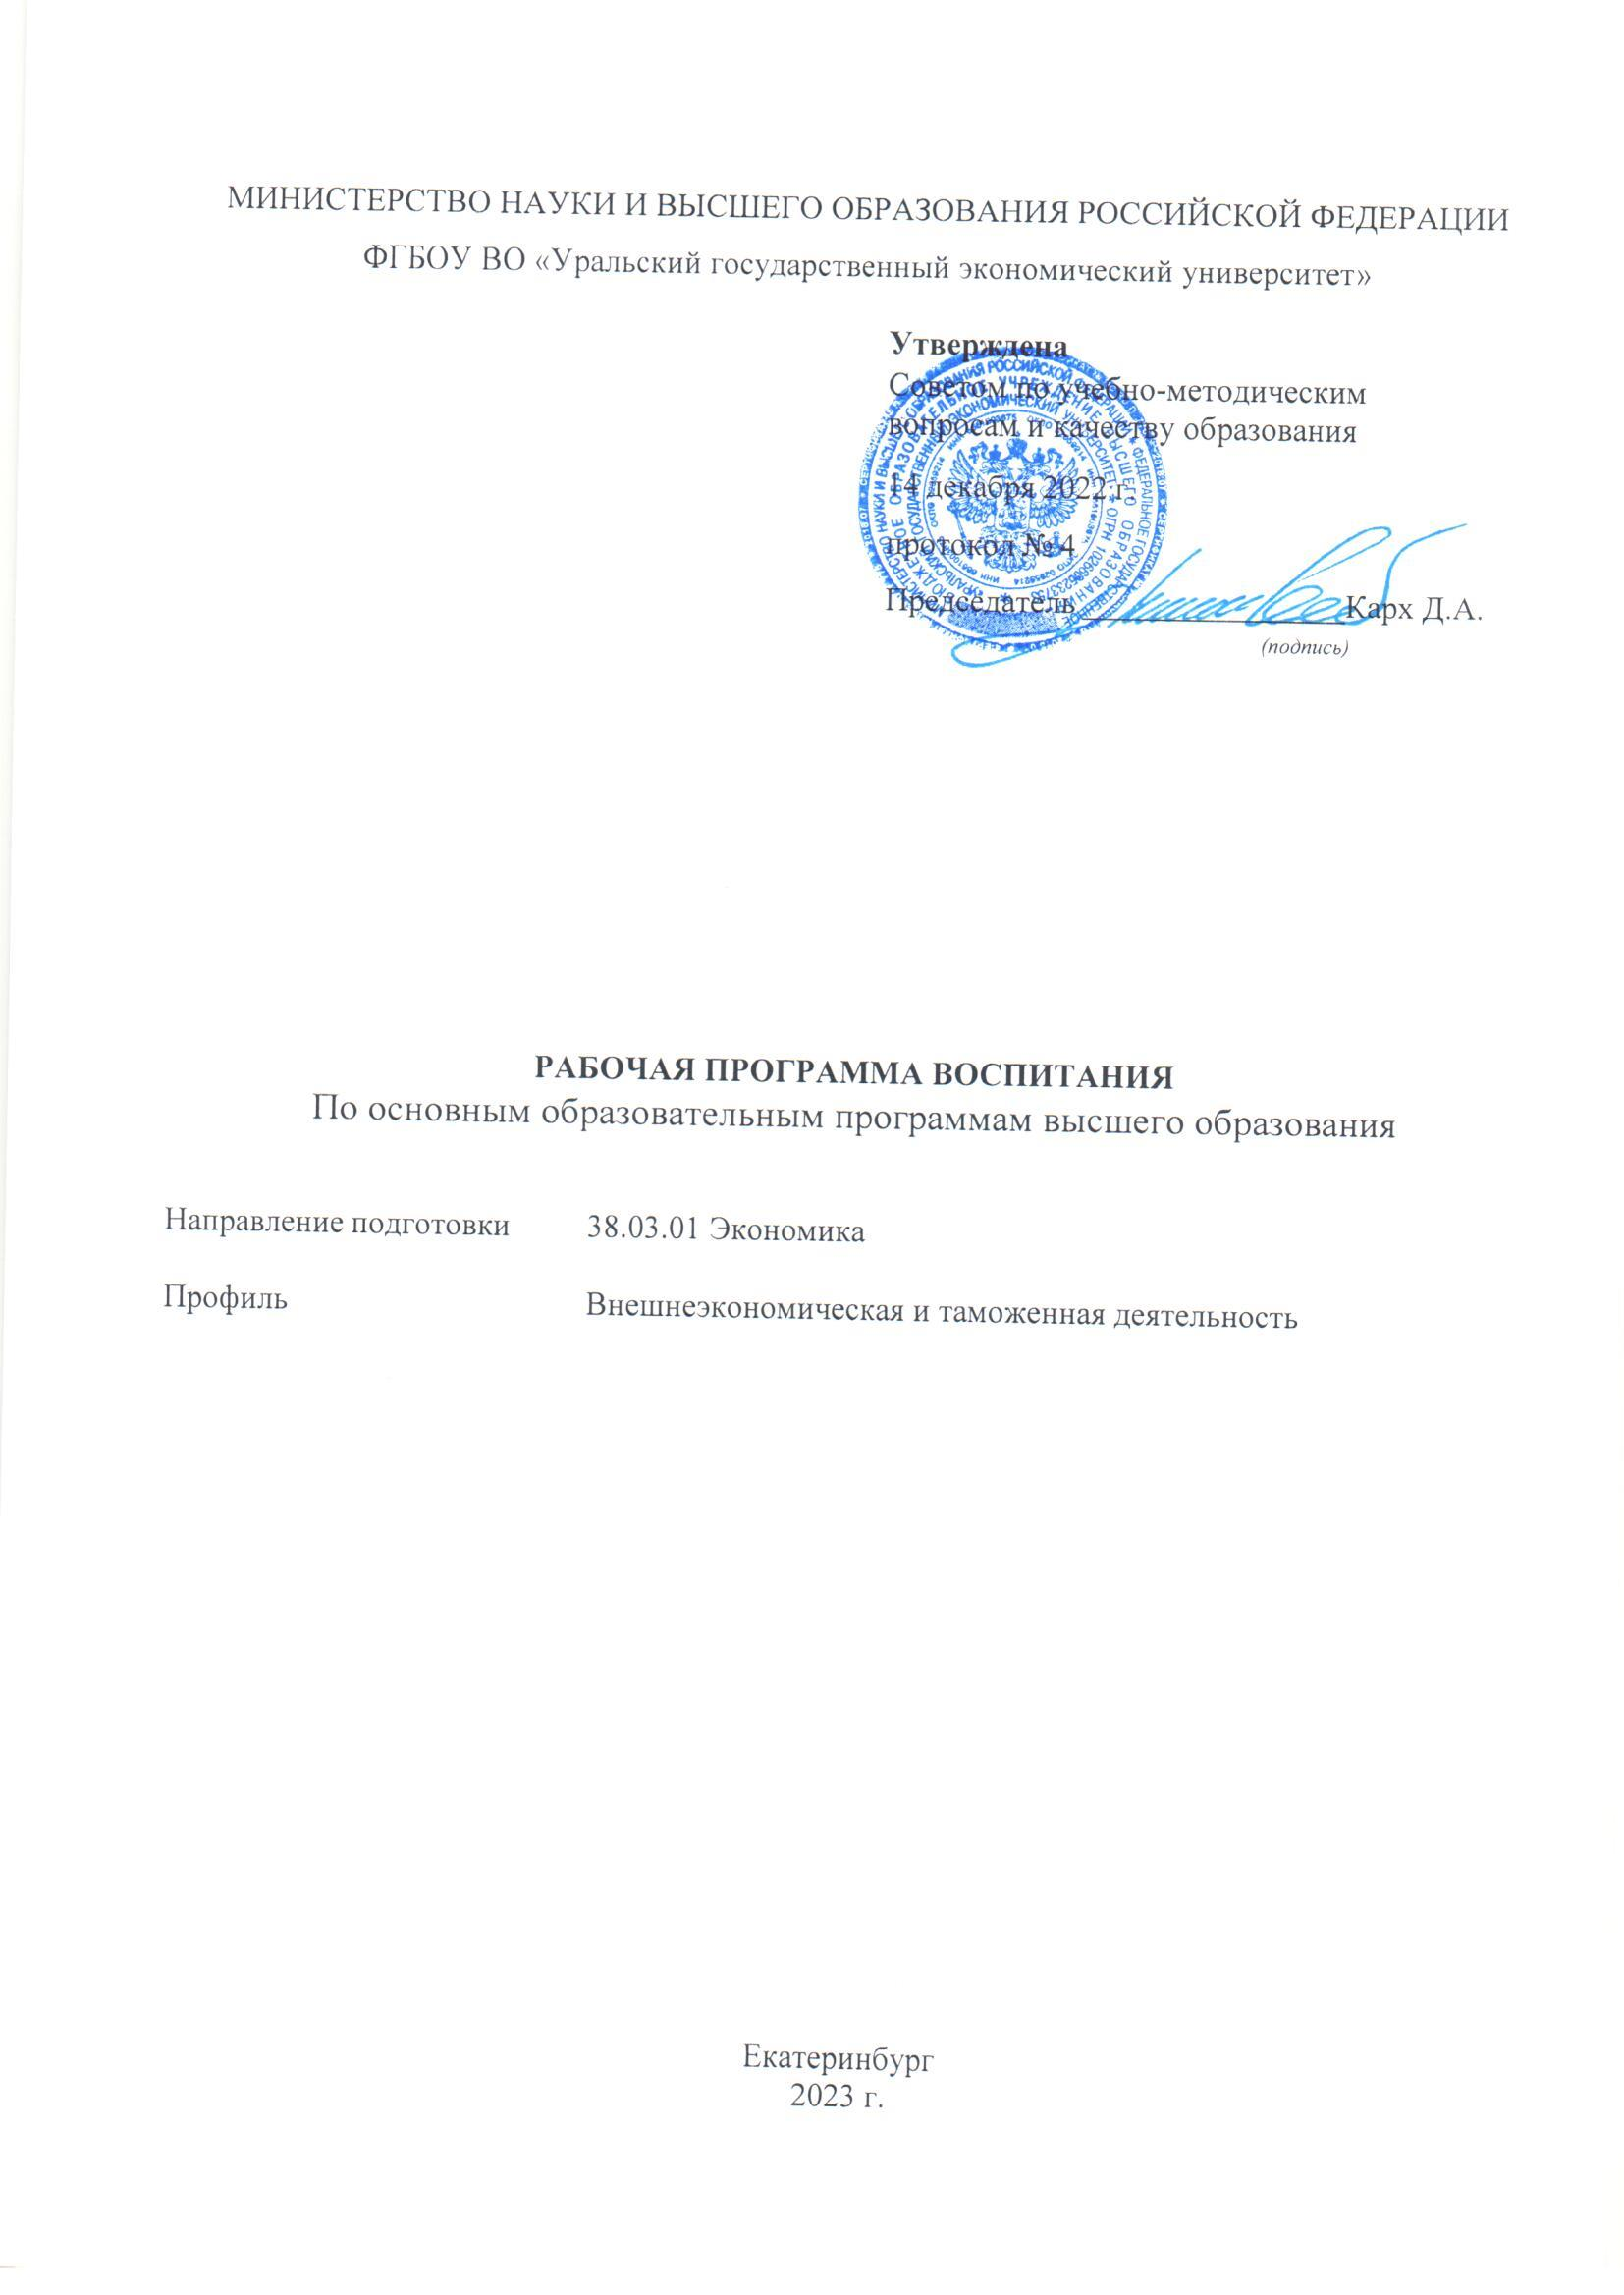 МИНИСТЕРСТВО НАУКИ И ВЫСШЕГО ОБРАЗОВАНИЯ РОССИЙСКОЙ ФЕДЕРАЦИИ
ФГБОУ ВО «Уральский государственный экономический университет»
Утверждена
Советом по учебно-методическим
вопросам и качеству образования
14 декабря 2022 г.
протокол № 4
Председатель Карх Д.А.
(подпись)
РАБОЧАЯ ПРОГРАММА ВОСПИТАНИЯ
По основным образовательным программам высшего образования
Направление подготовки 38.03.01 Экономика
Профиль Внешнеэкономическая и таможенная деятельность
Екатеринбург
2023 г.